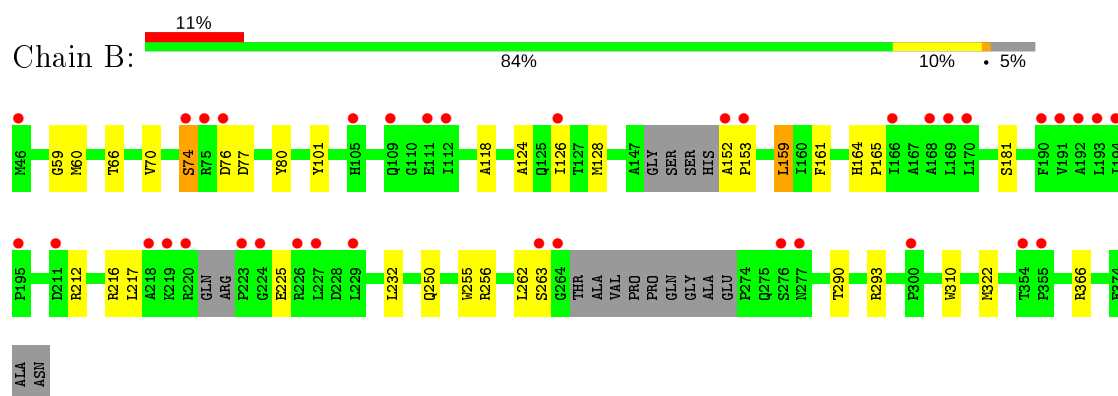 11%
Chain B:
84% 10% • 5%
M46 G59 M60 T66 V70 S74 R75 D76 D77 Y80 Y101 H105 Q109 G110 E111 I112 A118 A124 Q125 I126 T127 M128 A147 GLY SER SER HIS A152 P153 L159 I160 F161 H164 P165 I166 A167 A168 L169 L170 S181 F190 V191 A192 L193 I194
P195 D211 R212 R216 L217 A218 K219 R220 GLN ARG P223 G224 E225 R226 L227 D228 L229 L232 Q250 W255 R256 L262 S263 G264 THR ALA VAL PRO PRO GLN GLY ALA GLU P274 Q275 S276 N277 T290 R293 P300 W310 M322 T354 P355 R366
ALA ASN